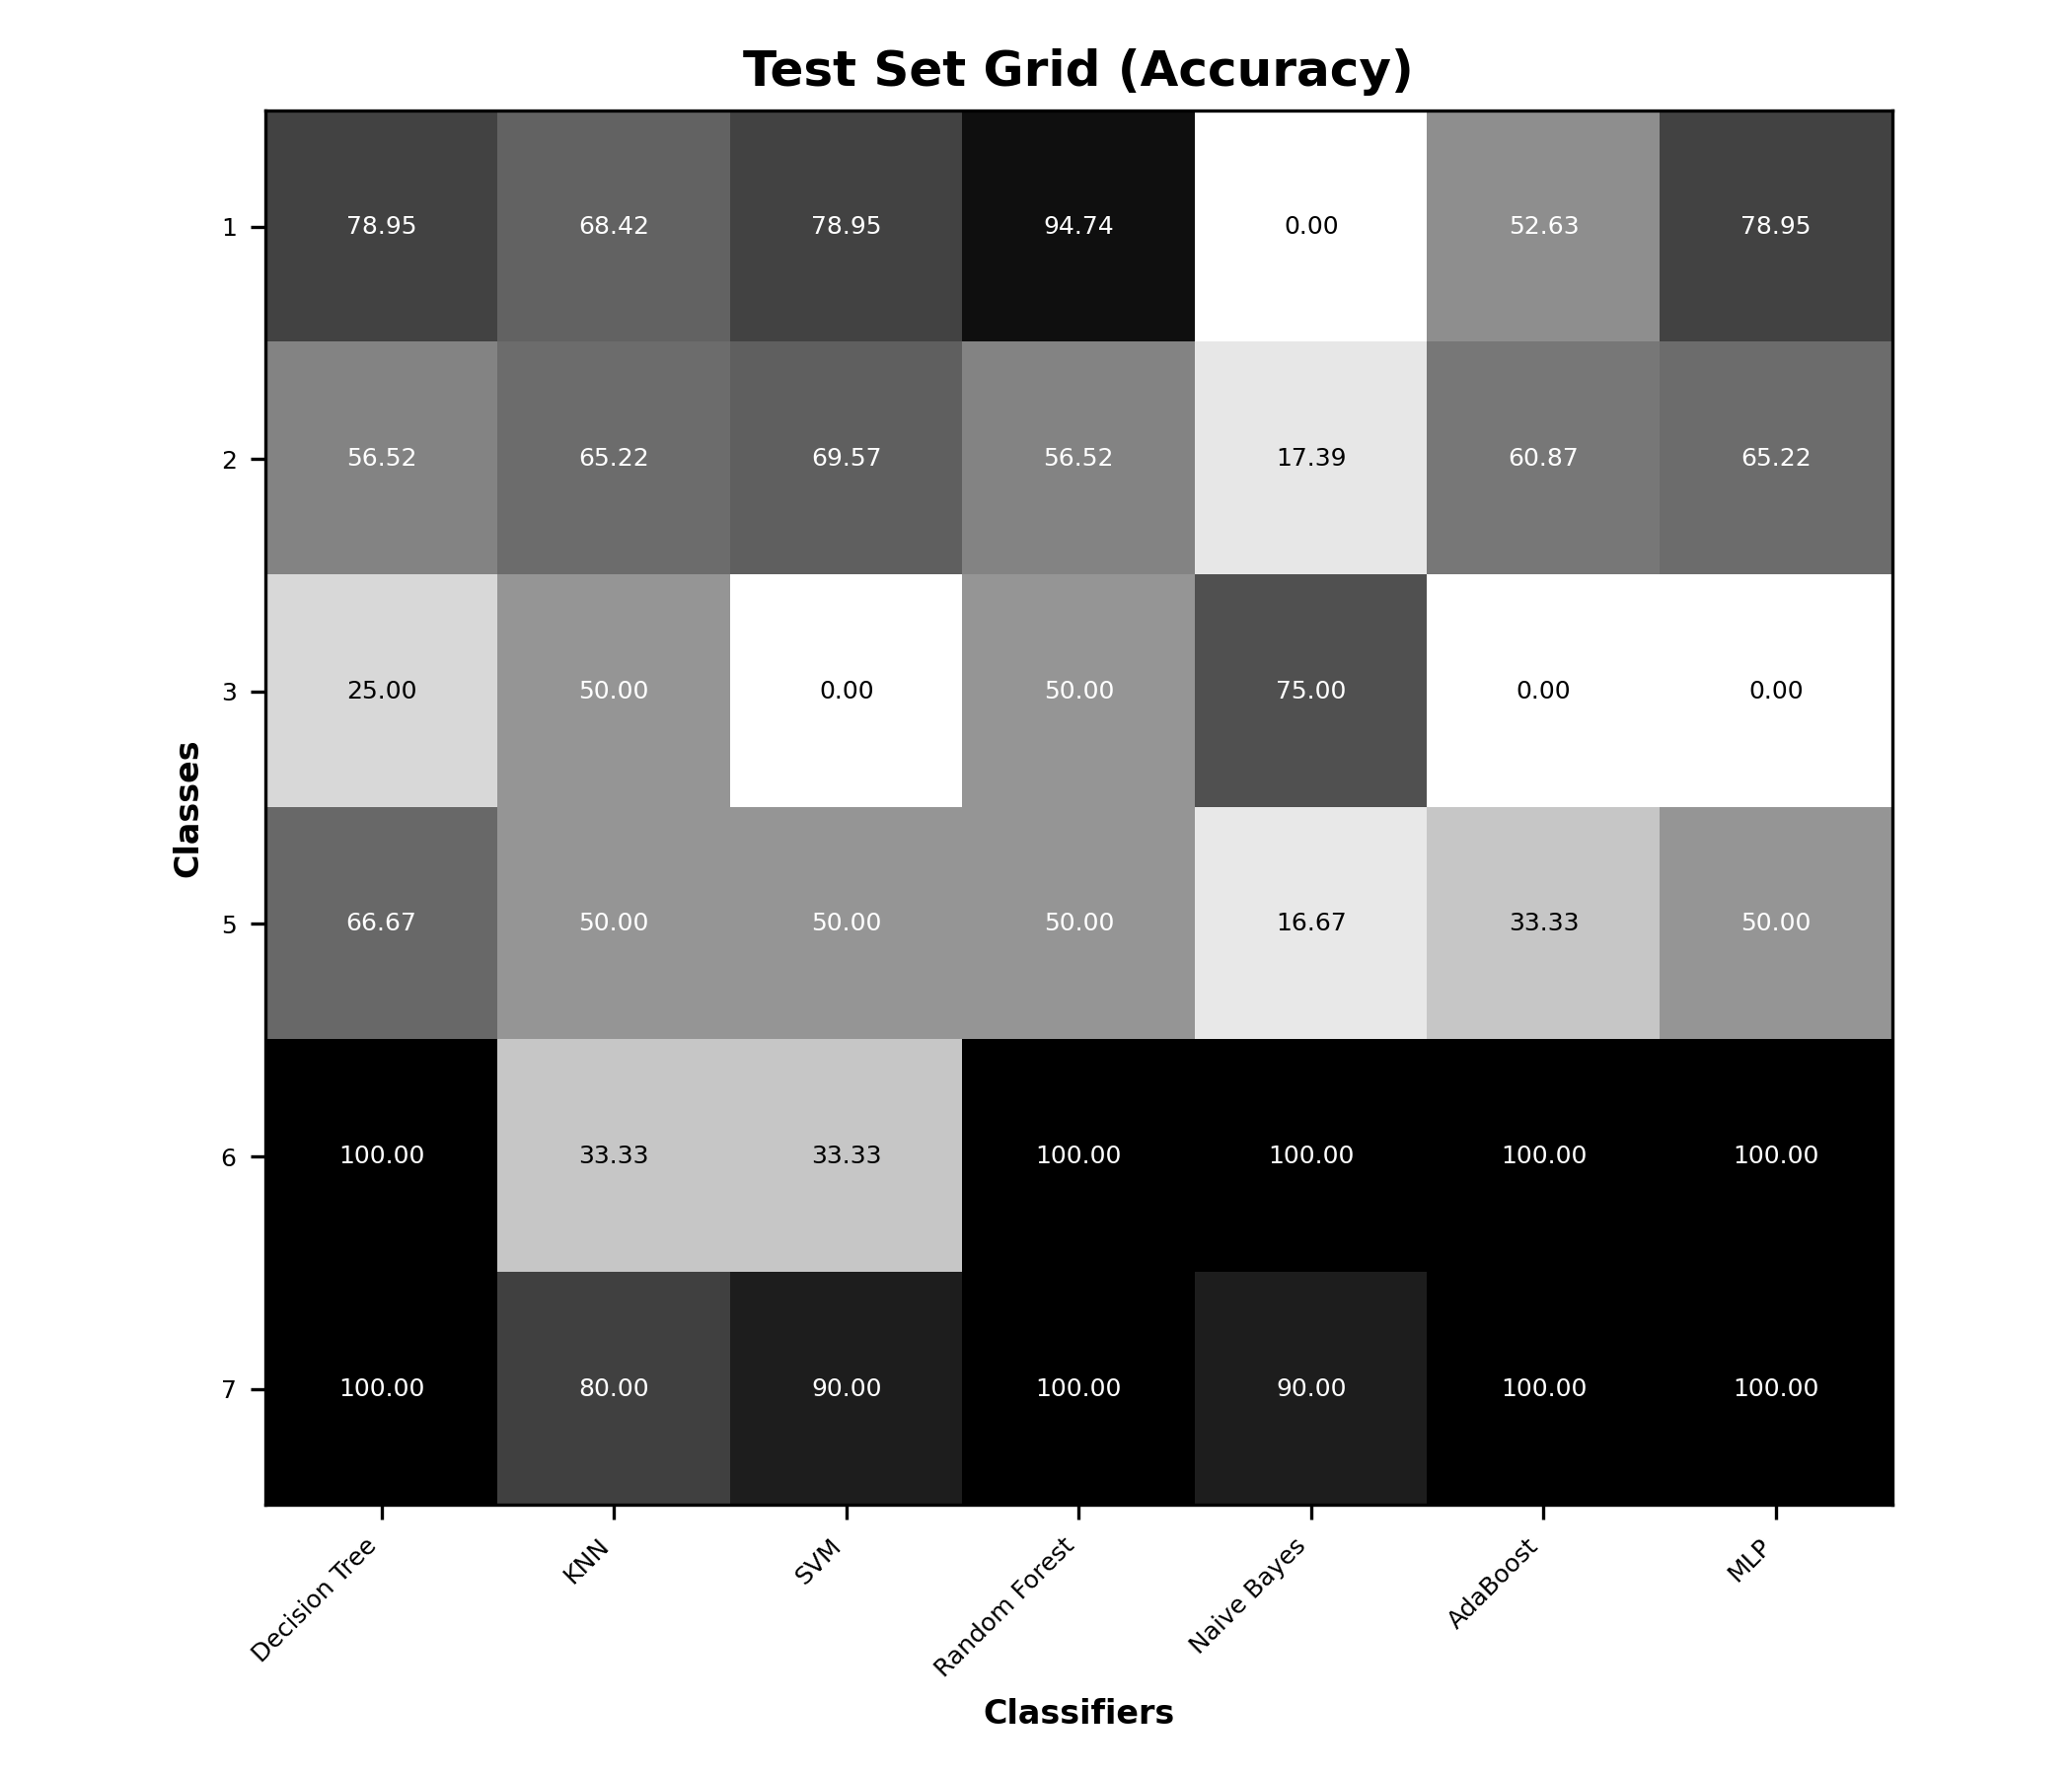 Test Set Grid (Accuracy)
1 78.95 68.42 78.95 94.74 0.00 52.63 78.95
2 56.52 65.22 69.57 56.52 17.39 60.87 65.22
3 25.00 50.00 0.00 50.00 75.00 0.00 0.00
Classes
5 66.67 50.00 50.00 50.00 16.67 33.33 50.00
6 100.00 33.33 33.33 100.00 100.00 100.00 100.00
7 100.00 80.00 90.00 100.00 90.00 100.00 100.00
Decision Tree KNN SVM Random Forest Naive Bayes AdaBoost MLP
Classifiers